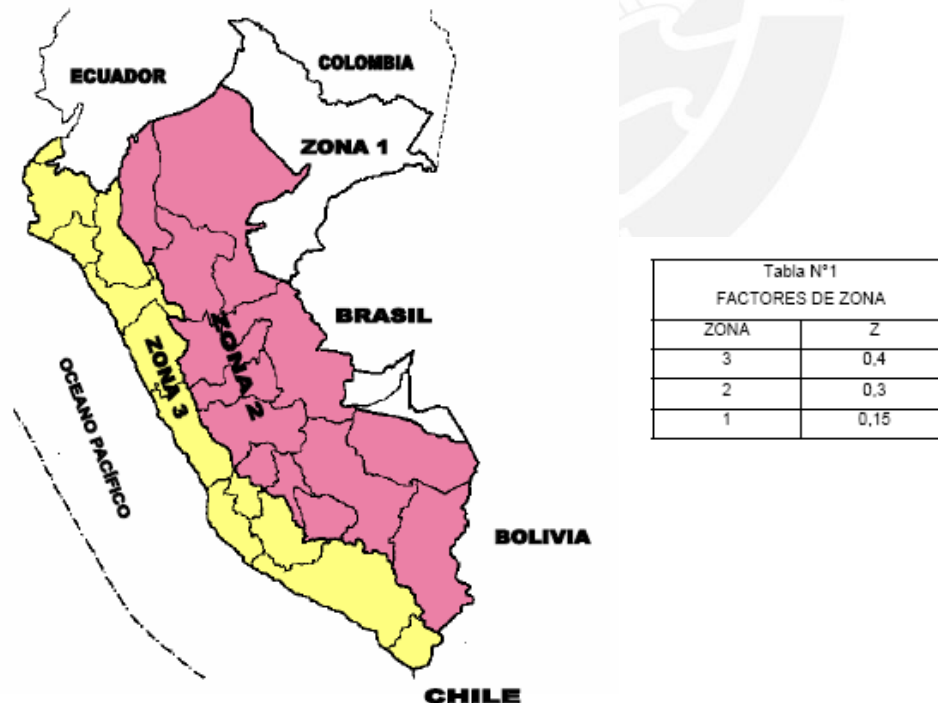 ECUADOR
COLOMBIA
ZONA 1
BRASIL
ZONA 2
ZONA 3
OCEANO PACÍFICO
BOLIVIA
CHILE
Tabla N°1
FACTORES DE ZONA
ZONA Z
3 0,4
2 0,3
1 0,15